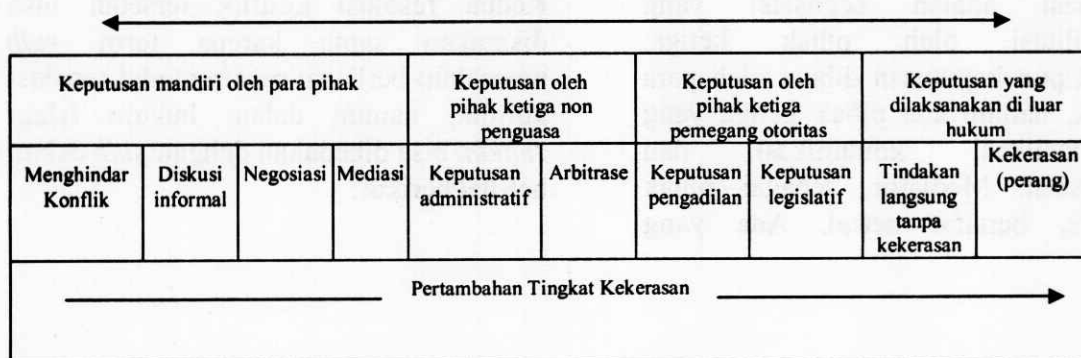 Keputusan mandiri oleh para pihak
Keputusan oleh
pihak ketiga non
penguasa
Keputusan oleh
pihak ketiga
pemegang otoritas
Keputusan yang
dilaksanakan di luar
hukum
Menghindar
Konflik
Diskusi
informal
Negosiasi
Mediasi
Keputusan
administratif
Arbitrase
Keputusan
pengadilan
Keputusan
legislatif
Tindakan
langsung
tanpa
kekerasan
Kekerasan
(perang)
Pertambahan Tingkat Kekerasan